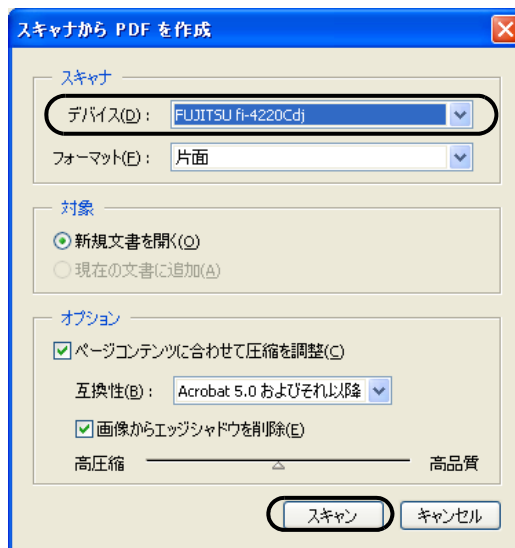 スキャナから PDF を作成
スキャナ
デバイス(D): FUJITSU fi-4220Cdj
フォーマット(F): 片面
対象
新規文書を開く(O)
現在の文書に追加(A)
オプション
ページコンテンツに合わせて圧縮を調整(C)
互換性(B): Acrobat 5.0 およびそれ以降
画像からエッジシャドウを削除(E)
高圧縮 高品質
スキャン キャンセル